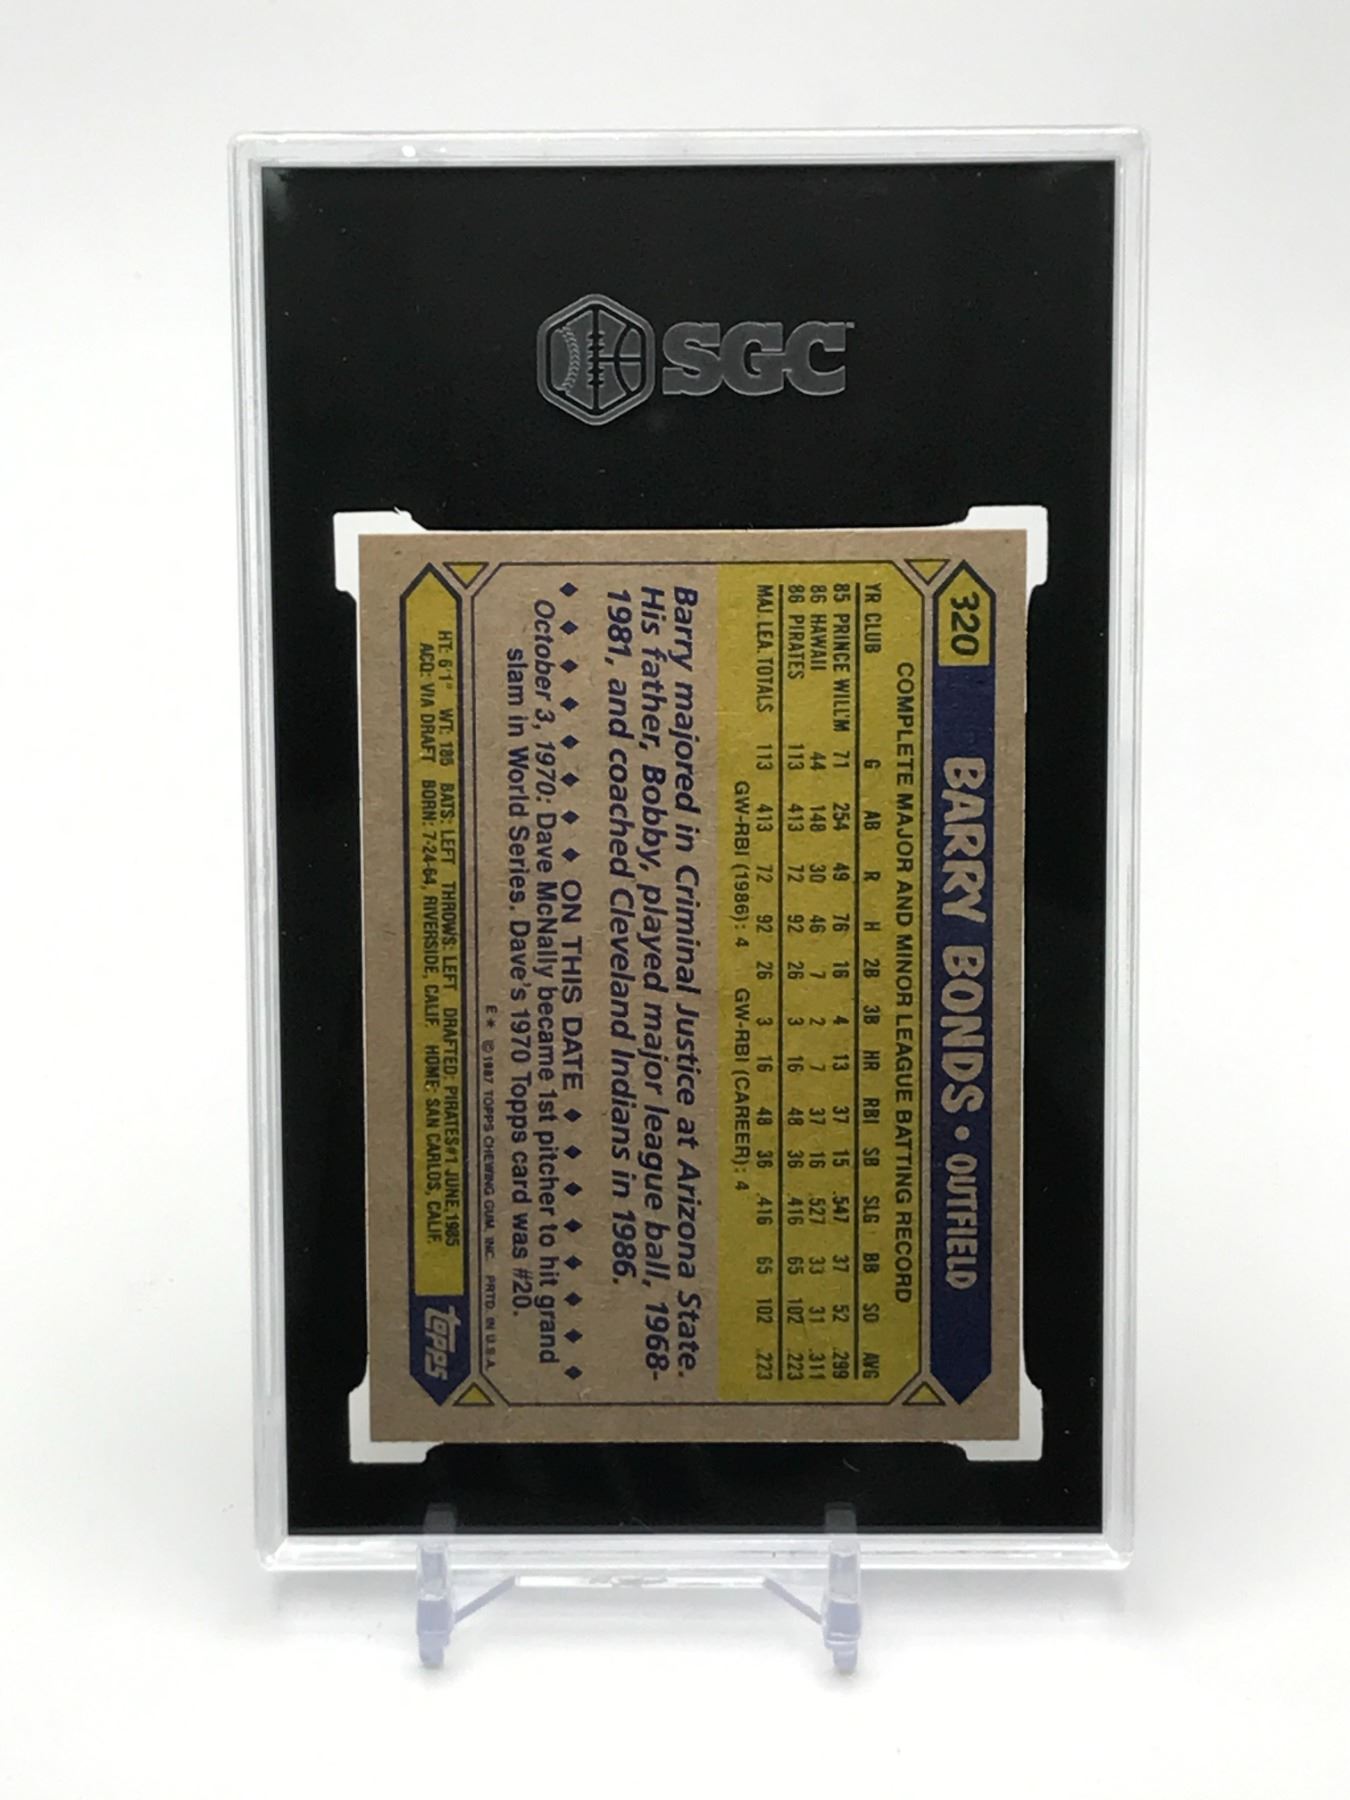 SGC
320
BARRY BONDS • OUTFIELD
COMPLETE MAJOR AND MINOR LEAGUE BATTING RECORD
YR CLUB G AB R H 2B 3B HR RBI SB SLG BB SO AVG
85 PRINCE WILL'M 71 254 49 76 16 4 13 37 15 .547 37 52 .299
86 HAWAII 44 148 30 46 7 2 7 37 16 .527 33 31 .311
86 PIRATES 113 413 72 92 26 3 16 48 36 .416 65 102 .223
MAJ. LEA. TOTALS 113 413 72 92 26 3 16 48 36 .416 65 102 .223
GW-RBI (1986): 4 GW-RBI (CAREER): 4
Barry majored in Criminal Justice at Arizona State.
His father, Bobby, played major league ball, 1968-
1981, and coached Cleveland Indians in 1986.
♦ ♦ ♦ ♦ ♦ ♦ ♦ ON THIS DATE ♦ ♦ ♦ ♦ ♦ ♦ ♦
October 3, 1970: Dave McNally became 1st pitcher to hit grand
slam in World Series. Dave's 1970 Topps card was #20.
E* © 1987 TOPPS CHEWING GUM, INC. PRTD. IN U.S.A.
HT: 6'1" WT: 185 BATS: LEFT THROWS: LEFT DRAFTED: PIRATES#1 JUNE, 1985
ACQ: VIA DRAFT BORN: 7-24-64, RIVERSIDE, CALIF. HOME: SAN CARLOS, CALIF.
Topps